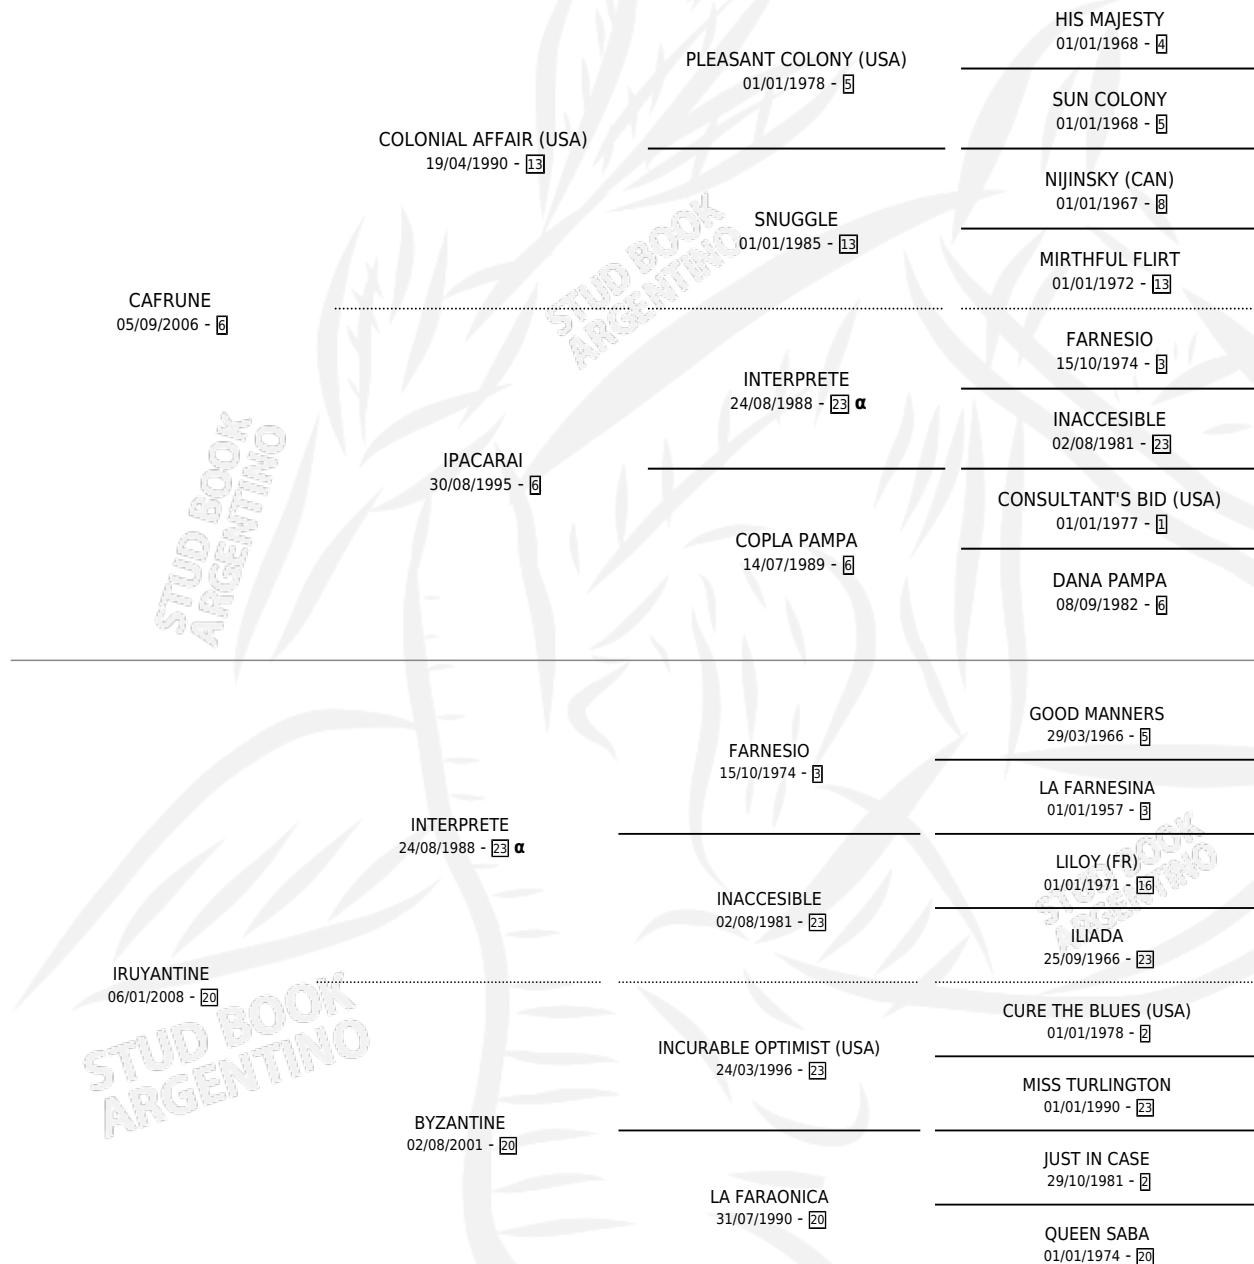 HIS MAJESTY
01/01/1968 - 4
PLEASANT COLONY (USA)
01/01/1978 - 5
SUN COLONY
01/01/1968 - 5
COLONIAL AFFAIR (USA)
19/04/1990 - 13
NIJINSKY (CAN)
01/01/1967 - 8
SNUGGLE
01/01/1985 - 13
MIRTHFUL FLIRT
01/01/1972 - 13
CAFRUNE
05/09/2006 - 6
FARNESIO
15/10/1974 - 3
INTERPRETE
24/08/1988 - 23 α
INACCESIBLE
02/08/1981 - 23
IPACARAI
30/08/1995 - 6
CONSULTANT'S BID (USA)
01/01/1977 - 1
COPLA PAMPA
14/07/1989 - 6
DANA PAMPA
08/09/1982 - 6
GOOD MANNERS
29/03/1966 - 5
FARNESIO
15/10/1974 - 3
LA FARNESINA
01/01/1957 - 3
INTERPRETE
24/08/1988 - 23 α
LILOY (FR)
01/01/1971 - 16
INACCESIBLE
02/08/1981 - 23
ILIADA
25/09/1966 - 23
IRUYANTINE
06/01/2008 - 20
CURE THE BLUES (USA)
01/01/1978 - 2
INCURABLE OPTIMIST (USA)
24/03/1996 - 23
MISS TURLINGTON
01/01/1990 - 23
BYZANTINE
02/08/2001 - 20
JUST IN CASE
29/10/1981 - 2
LA FARAONICA
31/07/1990 - 20
QUEEN SABA
01/01/1974 - 20
STUD BOOK
ARGENTINO
STUD BOOK
ARGENTINO
STUD BOOK
ARGENTINO
STUD BOOK
ARGENTINO